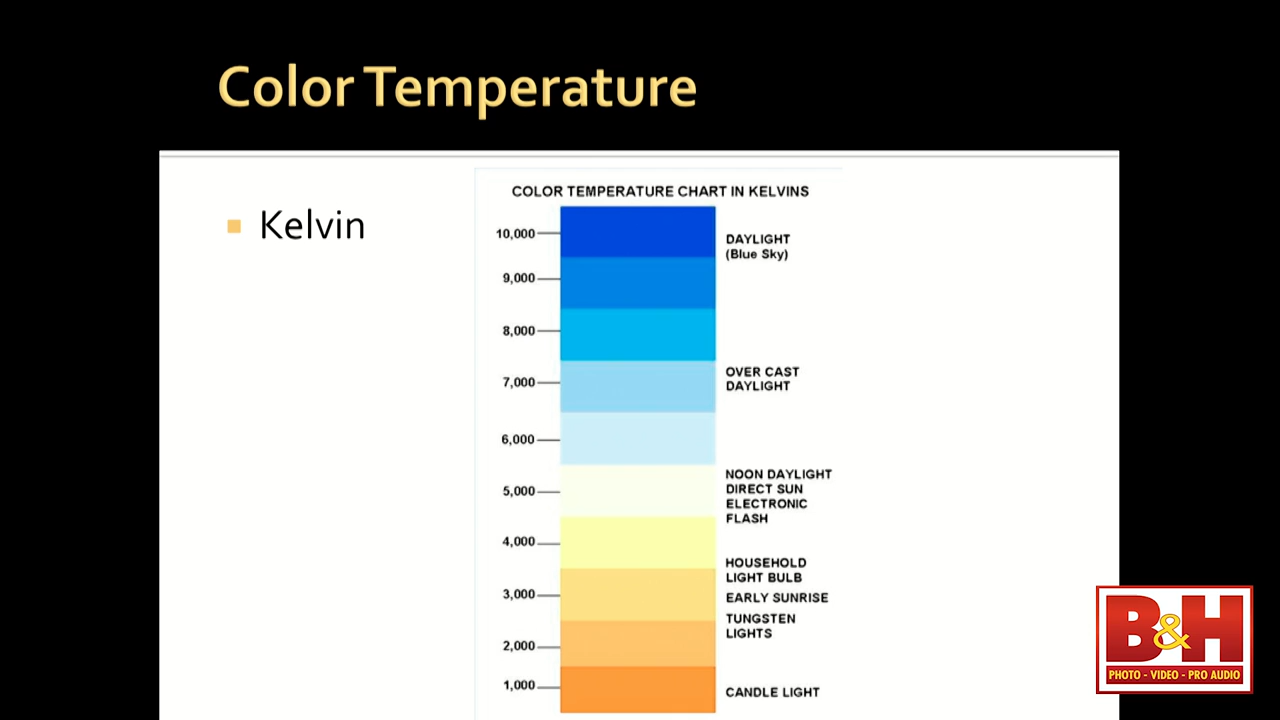 Color Temperature
Kelvin
COLOR TEMPERATURE CHART IN KELVINS
10,000
DAYLIGHT
(Blue Sky)
9,000
8,000
7,000
OVER CAST
DAYLIGHT
6,000
5,000
NOON DAYLIGHT
DIRECT SUN
ELECTRONIC
FLASH
4,000
HOUSEHOLD
LIGHT BULB
3,000
EARLY SUNRISE
TUNGSTEN
LIGHTS
2,000
1,000
CANDLE LIGHT
B&H
PHOTO - VIDEO - PRO AUDIO